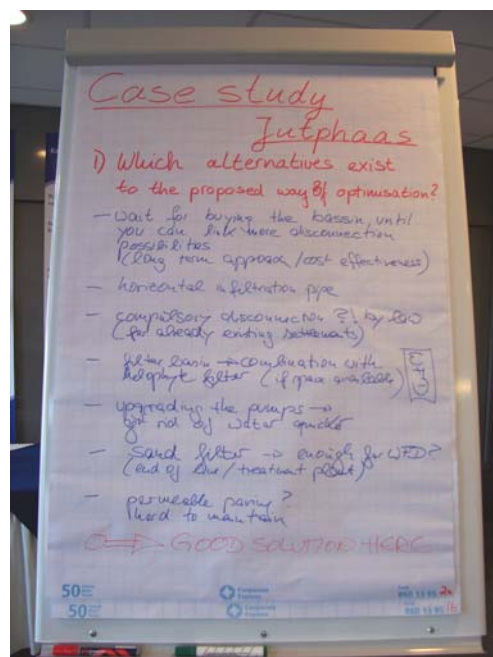 Case study
Jutphaas
1) Which alternatives exist
to the proposed way of optimisation?
- wait for buying the bassin, until
you can link more disconnection
possibilities
(long term approach / cost effectiveness)
- horizontal infiltration pipe
- compulsory disconnection ?! by law
(for already existing settlements)
- filter basin → combination with
helophyte filter (if space available)
WFD
- upgrading the pumps →
get rid of water quicker
- sand filter → enough for WFD?
(end of line / treatment plant)
- permeable paving?
hard to maintain
GOOD SOLUTION HERE
50
50